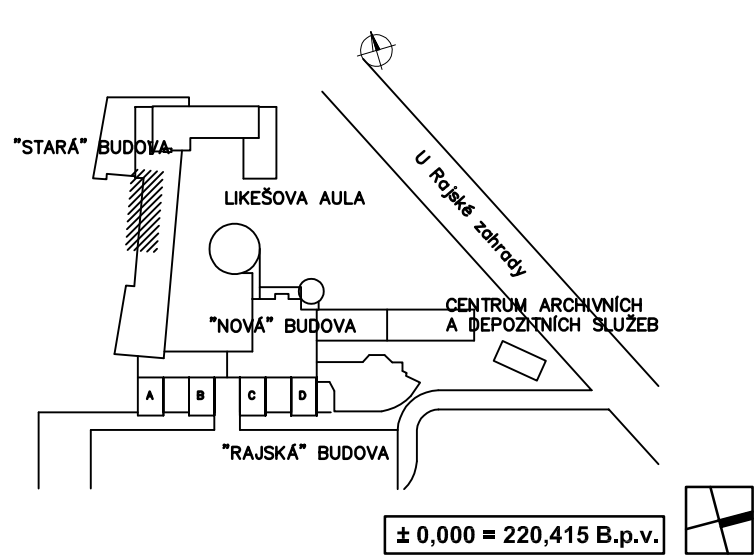 "STARÁ" BUDOVA
U Rajské zahrady
LIKEŠOVA AULA
CENTRUM ARCHIVNÍCH
A DEPOZITNÍCH SLUŽEB
"NOVÁ" BUDOVA
A B C D
"RAJSKÁ" BUDOVA
± 0,000 = 220,415 B.p.v.